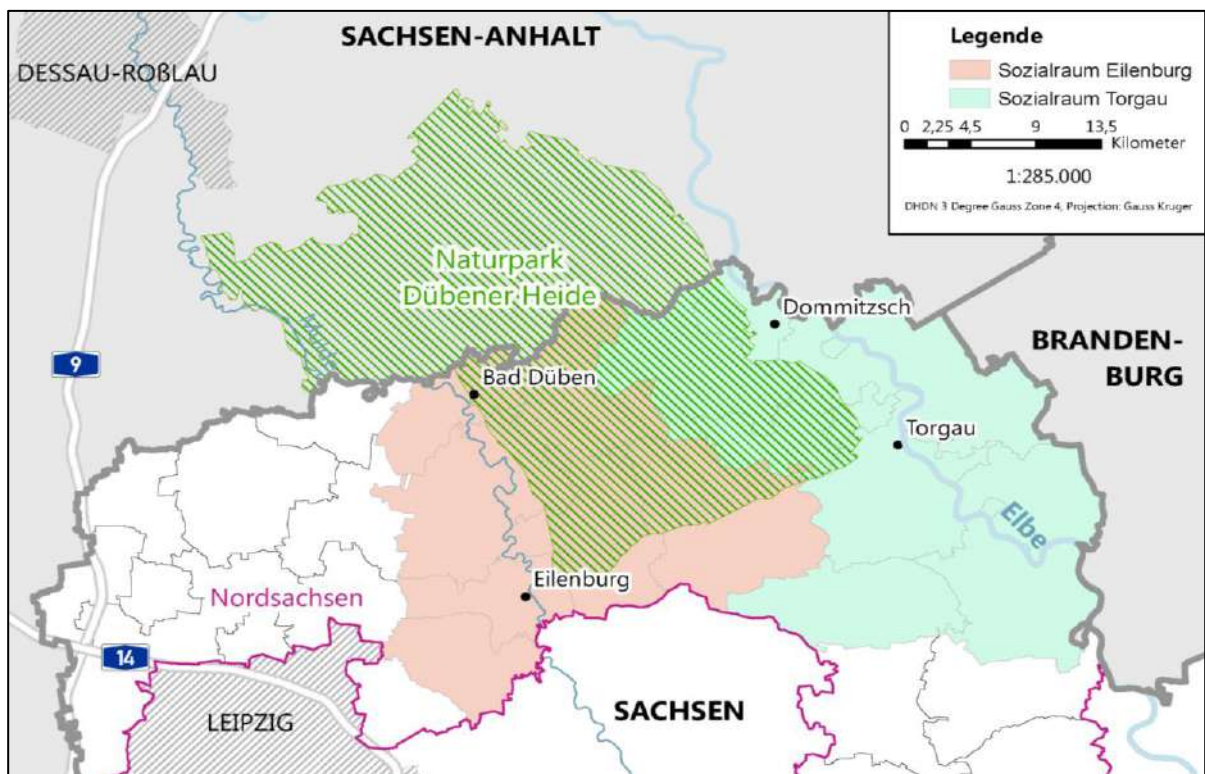 SACHSEN-ANHALT
DESSAU-ROßLAU
Legende
Sozialraum Eilenburg
Sozialraum Torgau
0 2,25 4,5 9 13,5
Kilometer
1:285.000
DHDN 3 Degree Gauss Zone 4; Projection: Gauss Kruger
Naturpark
Dübener Heide
Mulde
Dommitzsch
BRANDEN-
BURG
9
Bad Düben
Torgau
Elbe
Eilenburg
Nordsachsen
14
LEIPZIG
SACHSEN